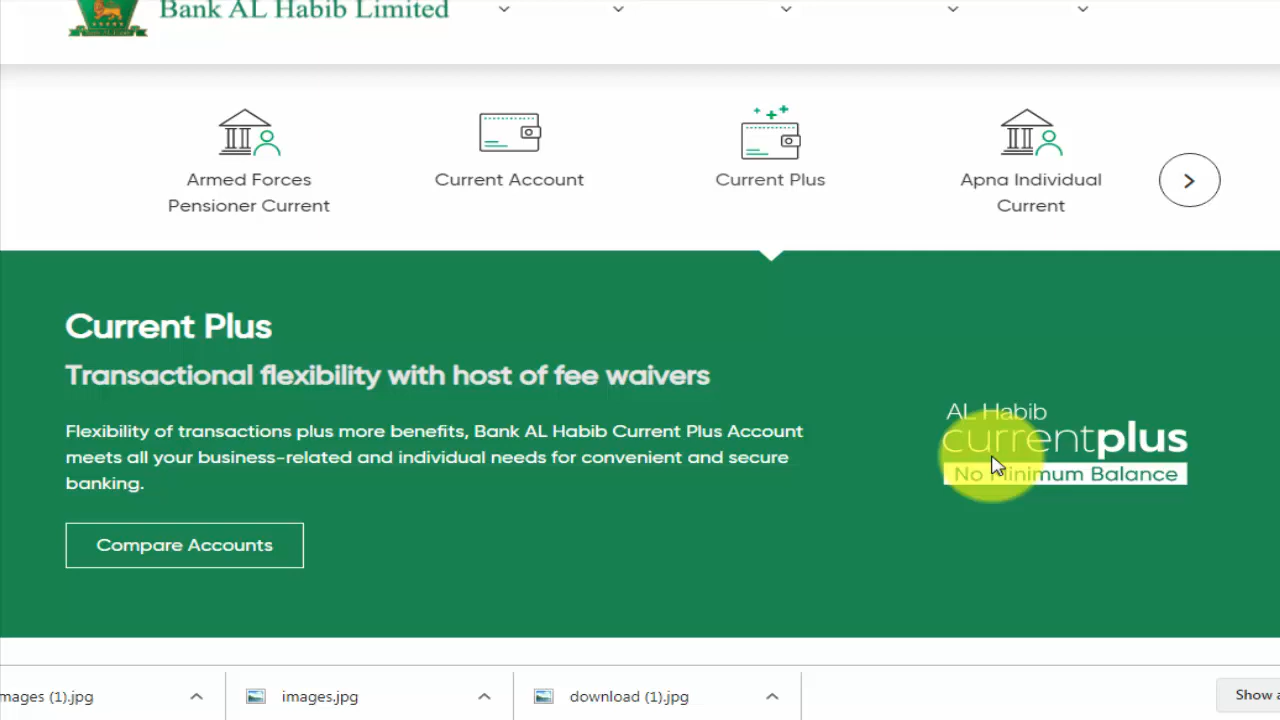 Bank AL Habib Limited
Armed Forces
Pensioner Current
Current Account
Current Plus
Apna Individual
Current
Current Plus
Transactional flexibility with host of fee waivers
Flexibility of transactions plus more benefits, Bank AL Habib Current Plus Account
meets all your business-related and individual needs for convenient and secure
banking.
Compare Accounts
AL Habib
currentplus
No Minimum Balance
mages (1).jpg
images.jpg
download (1).jpg
Show a